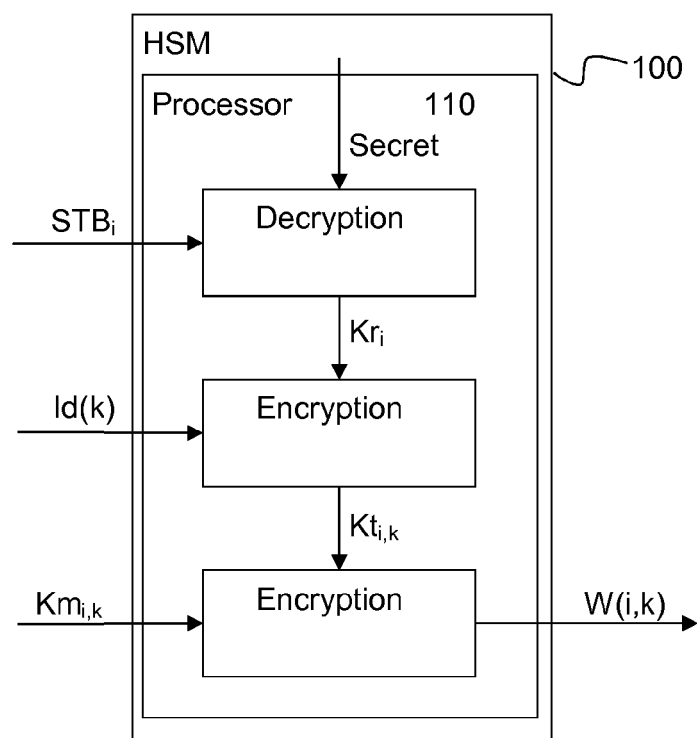 HSM
100
Processor 110
Secret
STBi
Decryption
Kri
Id(k)
Encryption
Kti,k
Kmi,k
Encryption
W(i,k)